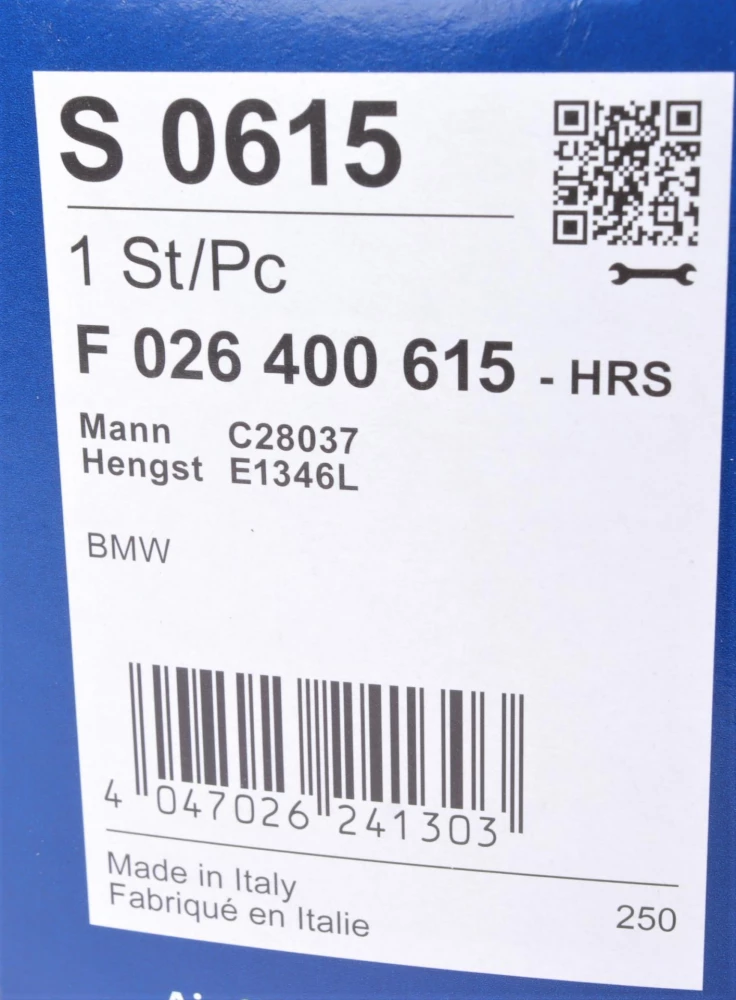 S 0615
1 St/Pc
F 026 400 615 - HRS
Mann C28037
Hengst E1346L
BMW
4 047026 241303
Made in Italy
Fabriqué en Italie
250